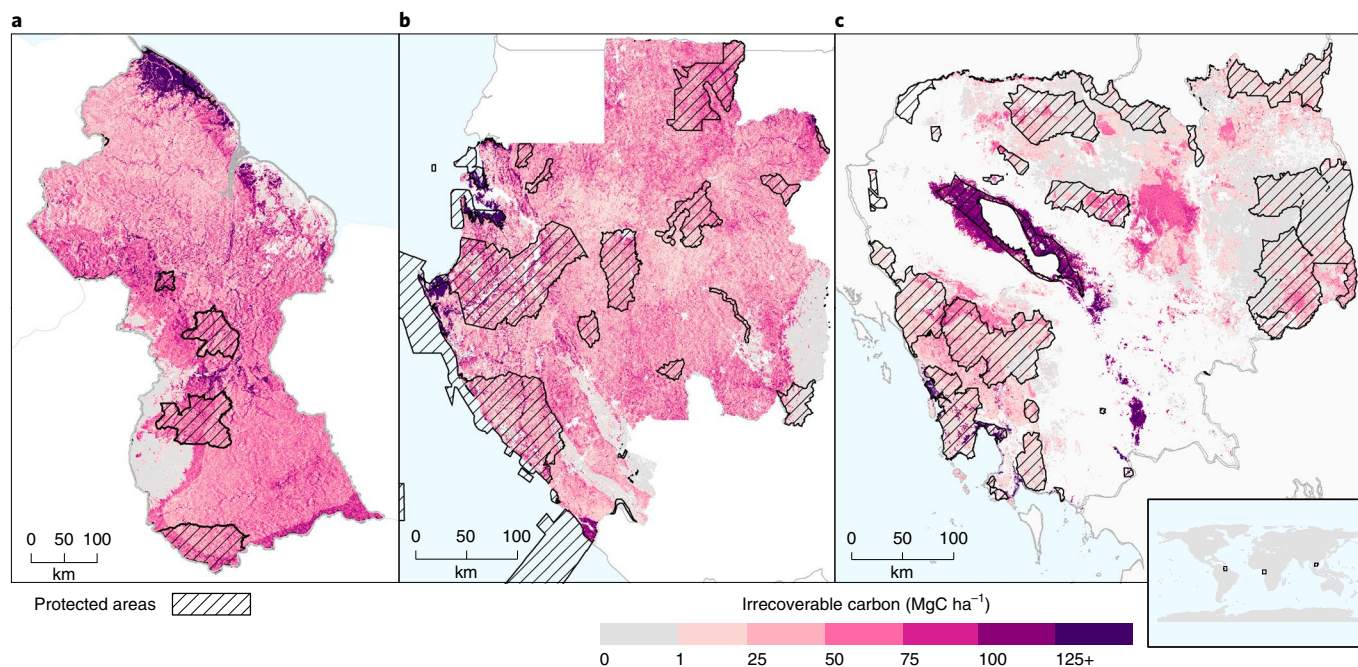 a
b
c
0 50 100
km
0 50 100
km
0 50 100
km
Protected areas
Irrecoverable carbon (MgC ha⁻¹)
0 1 25 50 75 100 125+